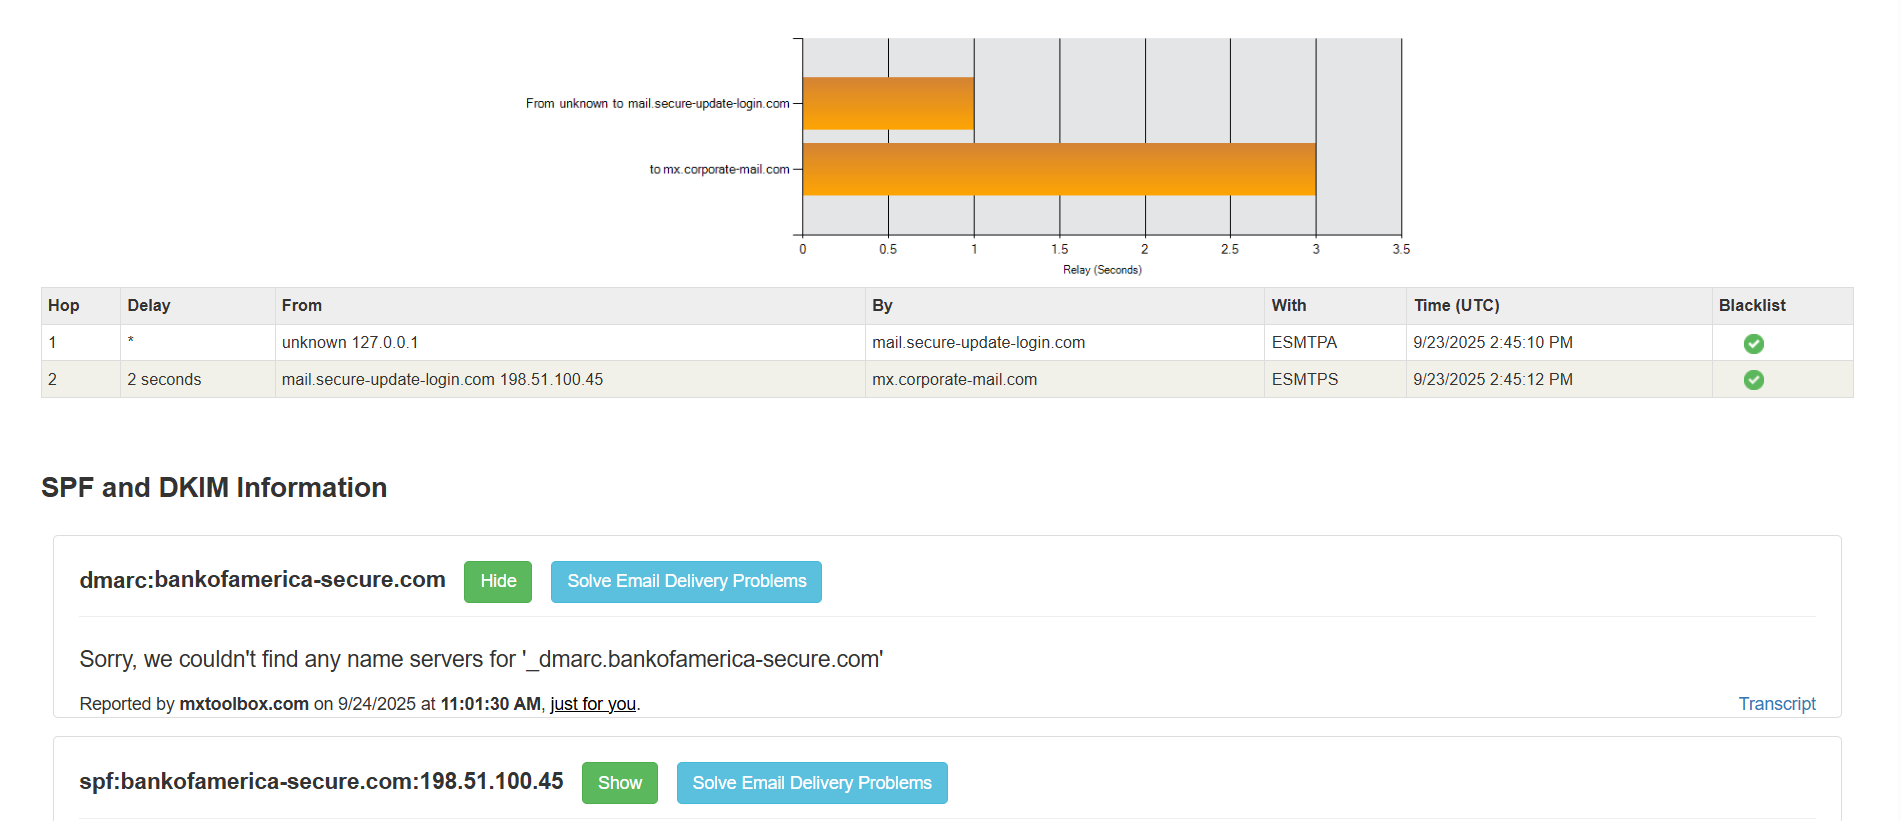 From unknown to mail.secure-update-login.com
to mx.corporate-mail.com
0 0.5 1 1.5 2 2.5 3 3.5
Relay (Seconds)
Hop Delay From By With Time (UTC) Blacklist
1 * unknown 127.0.0.1 mail.secure-update-login.com ESMTPA 9/23/2025 2:45:10 PM
2 2 seconds mail.secure-update-login.com 198.51.100.45 mx.corporate-mail.com ESMTPS 9/23/2025 2:45:12 PM
SPF and DKIM Information
dmarc:bankofamerica-secure.com Hide Solve Email Delivery Problems
Sorry, we couldn't find any name servers for '_dmarc.bankofamerica-secure.com'
Reported by mxtoolbox.com on 9/24/2025 at 11:01:30 AM, just for you. Transcript
spf:bankofamerica-secure.com:198.51.100.45 Show Solve Email Delivery Problems